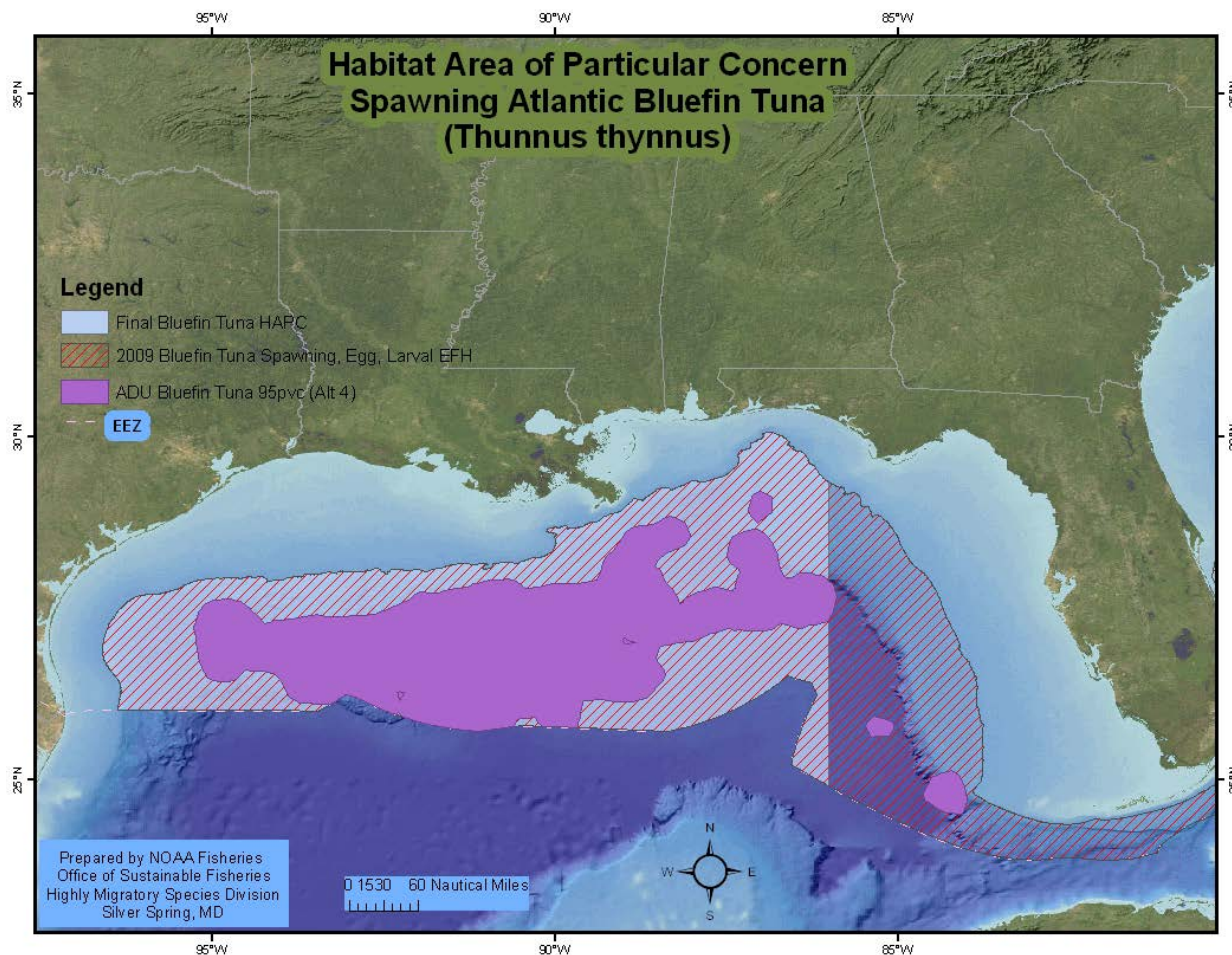 95°W 90°W 85°W
Habitat Area of Particular Concern
Spawning Atlantic Bluefin Tuna
(Thunnus thynnus)
35°N
Legend
Final Bluefin Tuna HAPC
2009 Bluefin Tuna Spawning, Egg, Larval EFH
ADU Bluefin Tuna 95pvc (Alt 4)
EEZ
30°N
25°N
Prepared by NOAA Fisheries
Office of Sustainable Fisheries
Highly Migratory Species Division
Silver Spring, MD
0 1530 60 Nautical Miles
N
W E
S
95°W 90°W 85°W